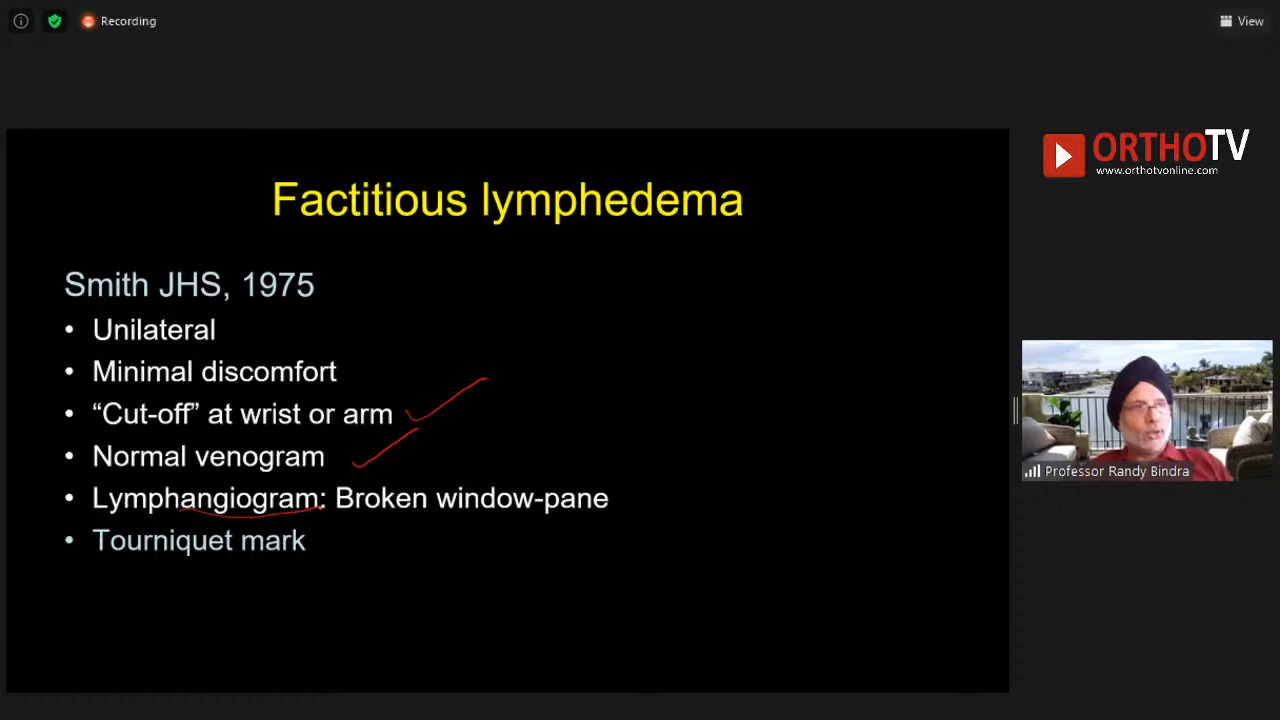 Recording
View
ORTHOTV
www.orthotvonline.com
Factitious lymphedema
Smith JHS, 1975
• Unilateral
• Minimal discomfort
• “Cut-off” at wrist or arm
• Normal venogram
• Lymphangiogram: Broken window-pane
• Tourniquet mark
Professor Randy Bindra